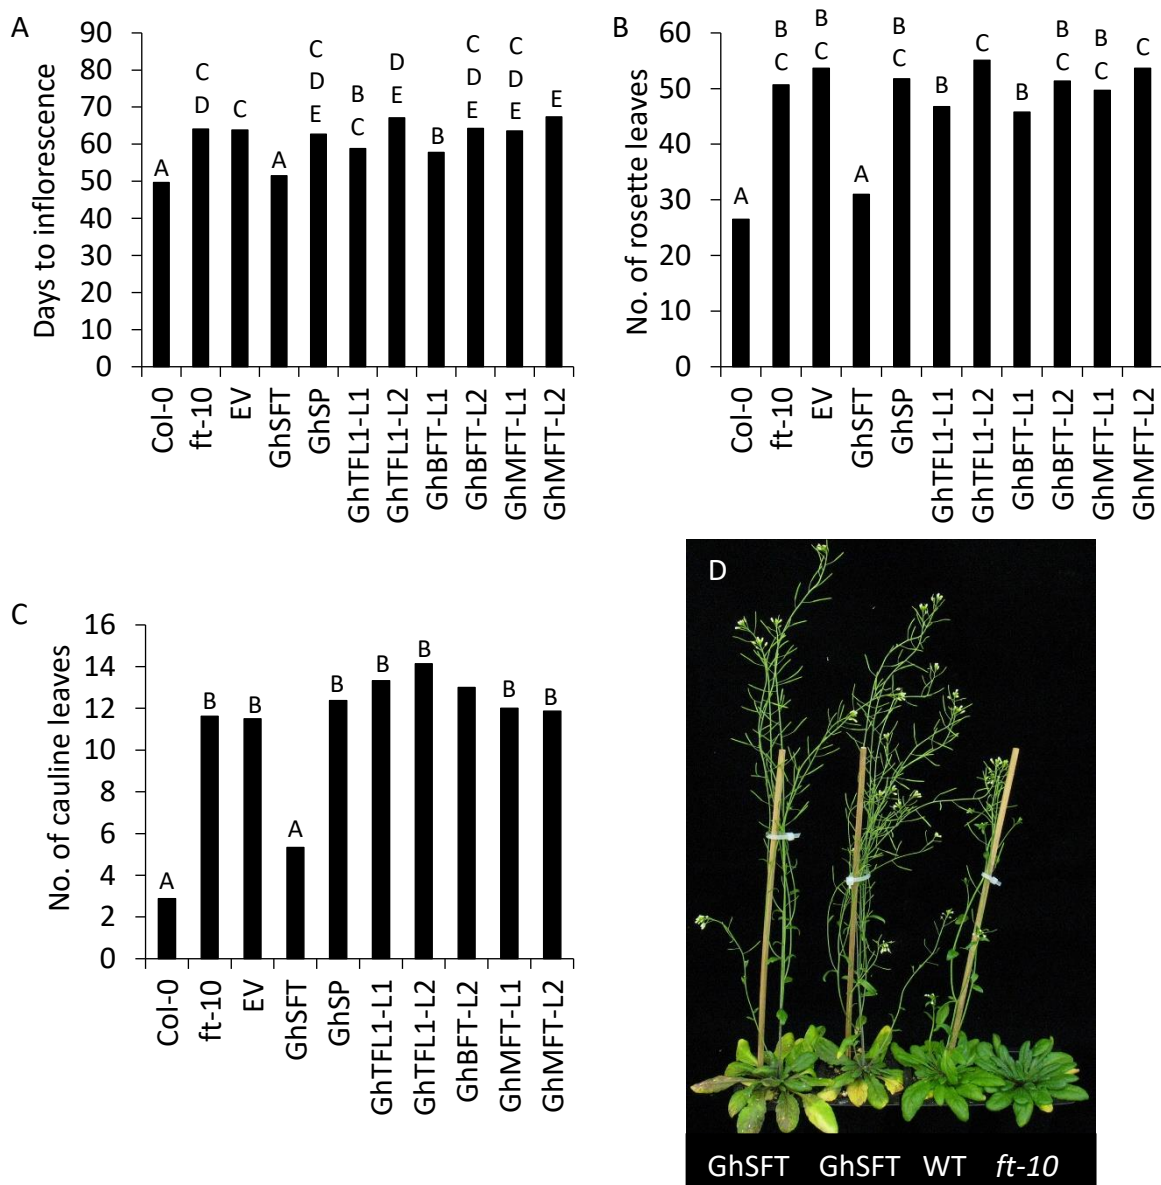 A
Days to inflorescence
90
80
70
60
50
40
30
20
10
0
A
C
D
C
A
C
D
E
B
C
D
E
B
C
D
E
C
D
E
E
Col-0
ft-10
EV
GhSFT
GhSP
GhTFL1-L1
GhTFL1-L2
GhBFT-L1
GhBFT-L2
GhMFT-L1
GhMFT-L2
B
No. of rosette leaves
60
50
40
30
20
10
0
A
B
C
B
C
A
B
C
B
C
B
B
C
B
C
C
Col-0
ft-10
EV
GhSFT
GhSP
GhTFL1-L1
GhTFL1-L2
GhBFT-L1
GhBFT-L2
GhMFT-L1
GhMFT-L2
C
No. of cauline leaves
16
14
12
10
8
6
4
2
0
A
B
B
A
B
B
B
B
B
Col-0
ft-10
EV
GhSFT
GhSP
GhTFL1-L1
GhTFL1-L2
GhBFT-L2
GhMFT-L1
GhMFT-L2
D
GhSFT GhSFT WT ft-10